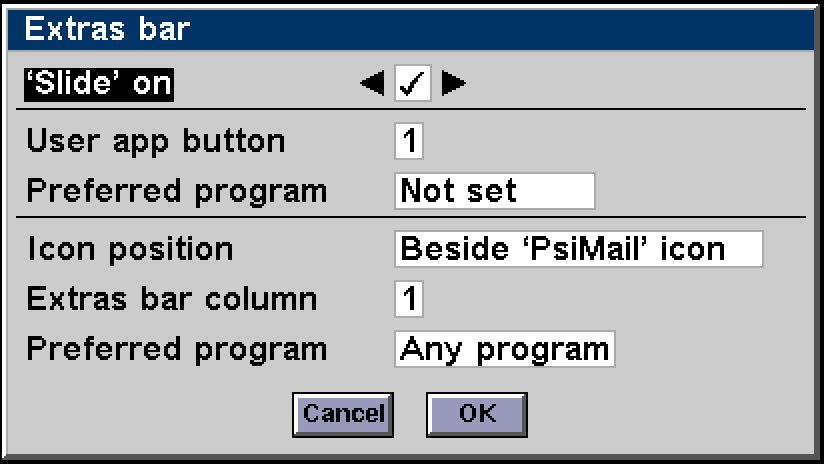 Extras bar
‘Slide’ on ✓
User app button 1
Preferred program Not set
Icon position Beside ‘PsiMail’ icon
Extras bar column 1
Preferred program Any program
Cancel OK